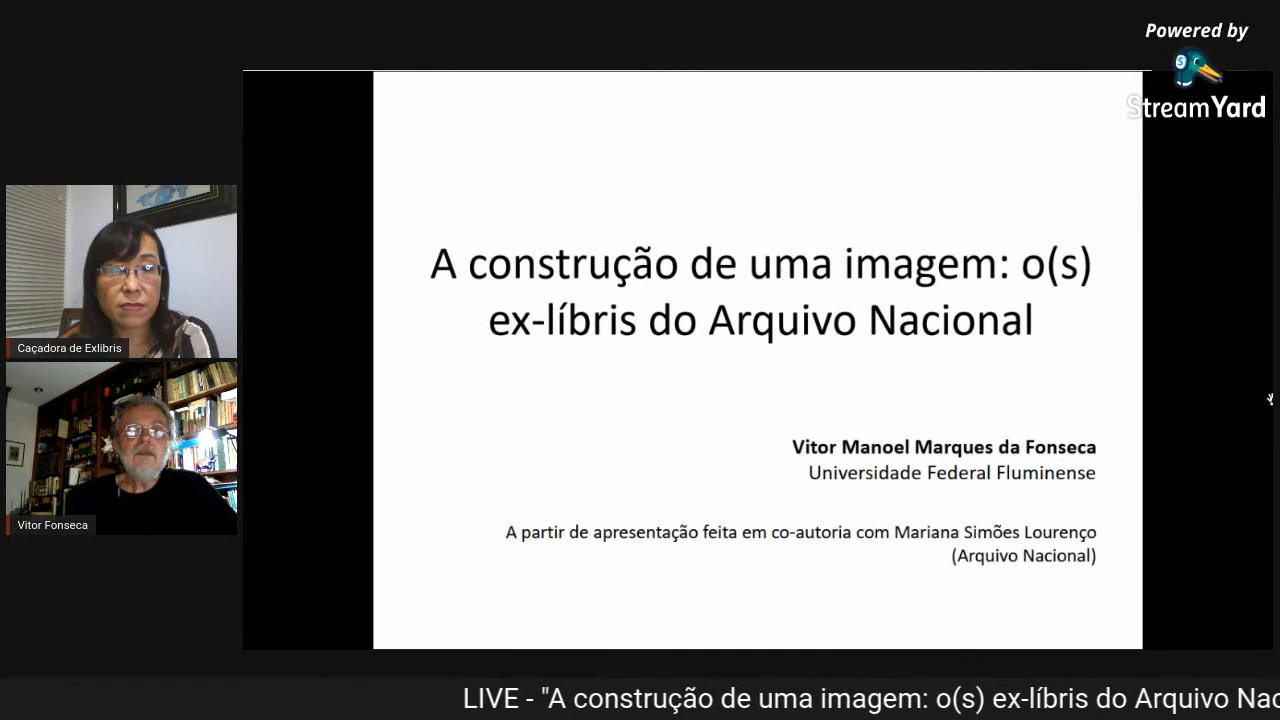 Powered by
StreamYard
A construção de uma imagem: o(s)
ex-líbris do Arquivo Nacional
Vitor Manoel Marques da Fonseca
Universidade Federal Fluminense
A partir de apresentação feita em co-autoria com Mariana Simões Lourenço
(Arquivo Nacional)
Caçadora de Exlibris
Vitor Fonseca
LIVE - "A construção de uma imagem: o(s) ex-líbris do Arquivo Nac